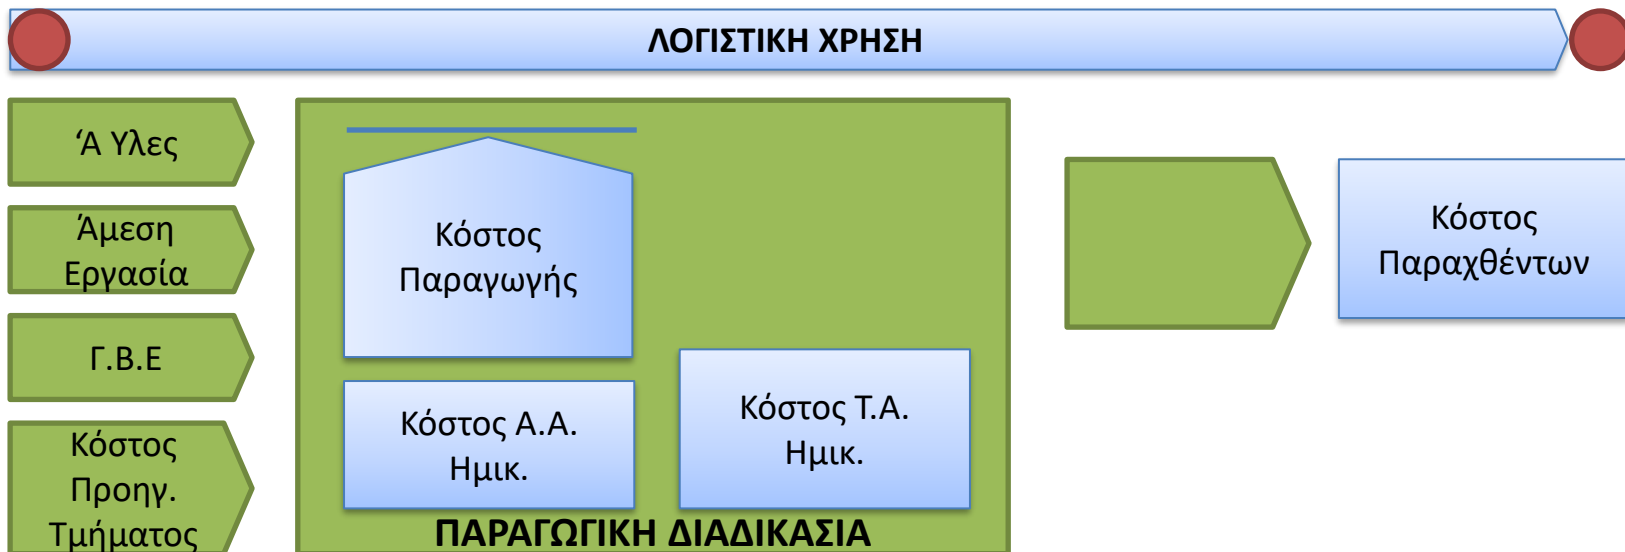 ΛΟΓΙΣΤΙΚΗ ΧΡΗΣΗ
‘Α Υλες
Άμεση
Εργασία
Γ.Β.Ε
Κόστος
Προηγ.
Τμήματος
Κόστος
Παραγωγής
Κόστος Α.Α.
Ημικ.
Κόστος Τ.Α.
Ημικ.
ΠΑΡΑΓΩΓΙΚΗ ΔΙΑΔΙΚΑΣΙΑ
Κόστος
Παραχθέντων